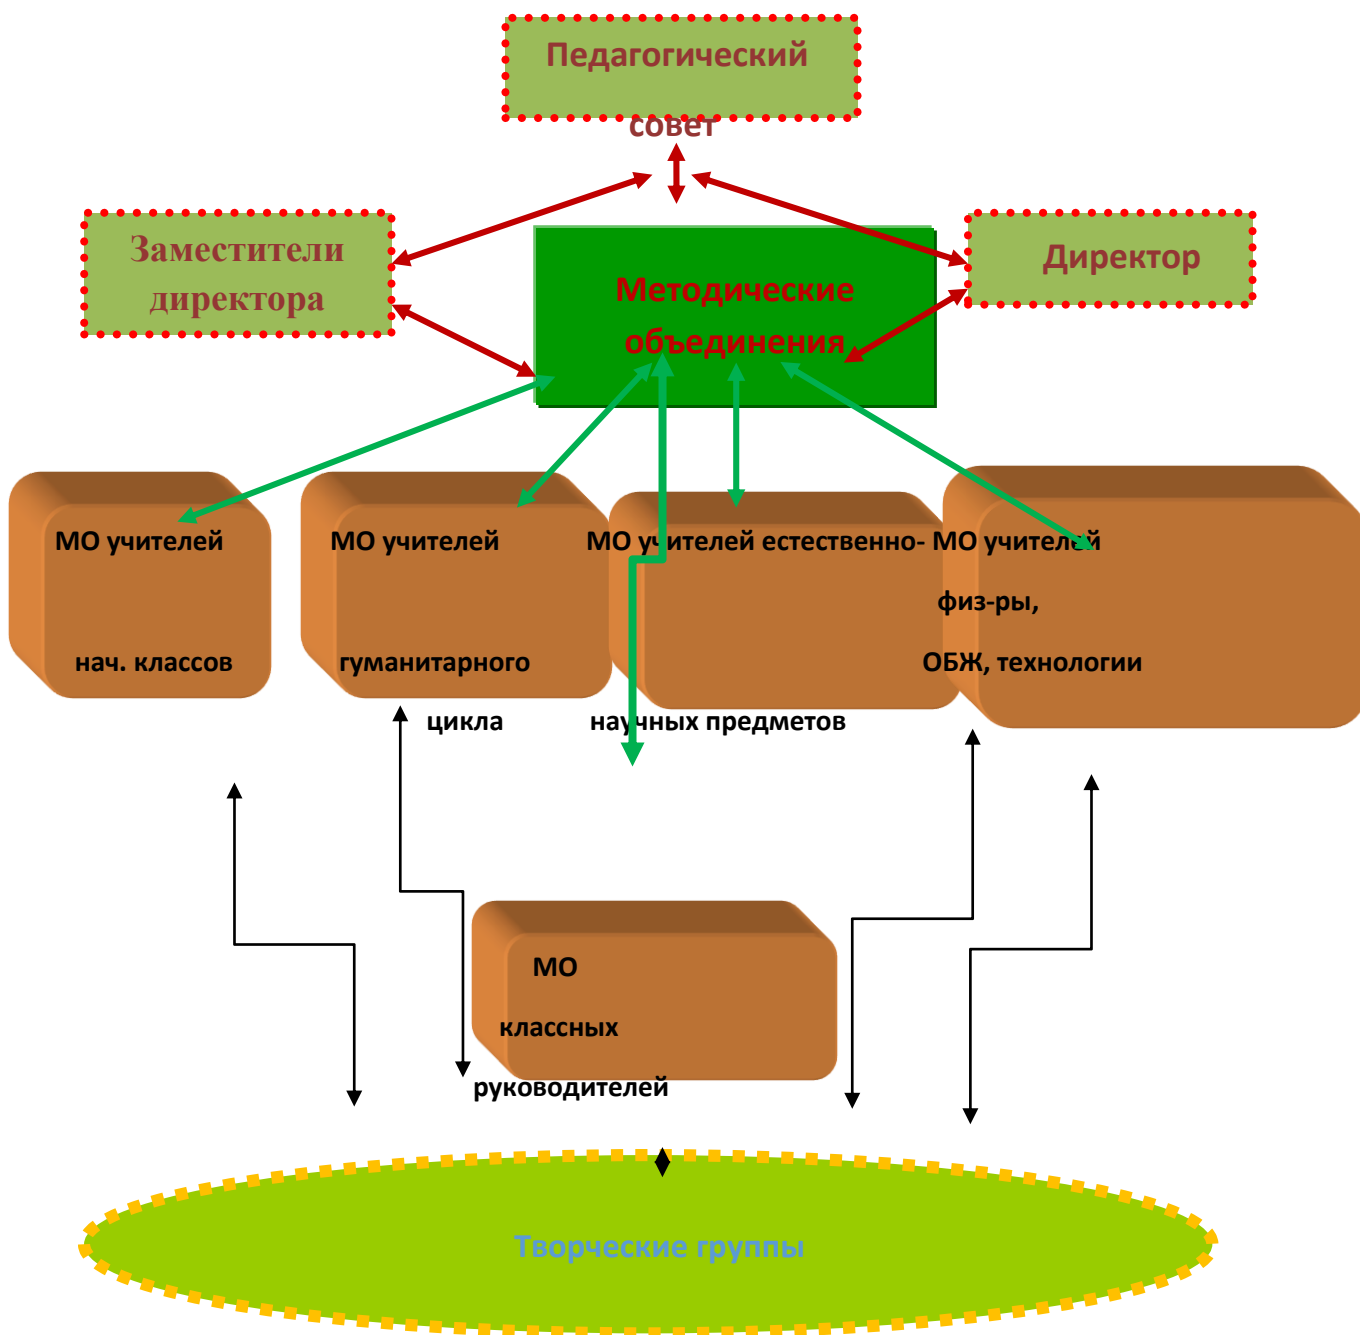 Педагогический
совет
Заместители
директора
Методические
объединения
Директор
МО учителей
нач. классов
МО учителей
гуманитарного
цикла
МО учителей естественно-
научных предметов
МО учителей
физ-ры,
ОБЖ, технологии
МО
классных
руководителей
Творческие группы